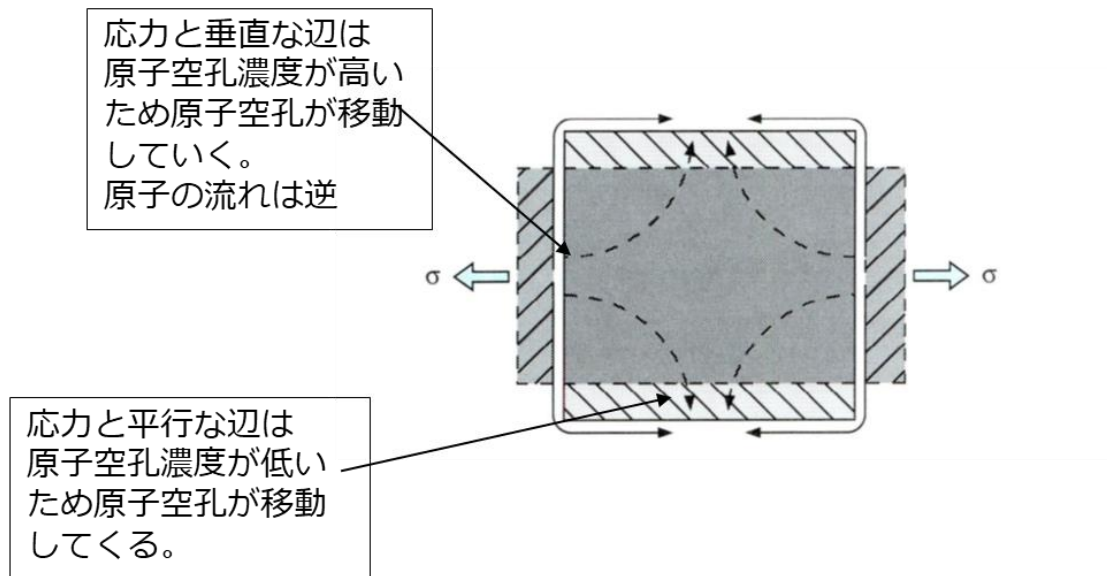 応力と垂直な辺は
原子空孔濃度が高い
ため原子空孔が移動
していく。
原子の流れは逆
σ
σ
応力と平行な辺は
原子空孔濃度が低い
ため原子空孔が移動
してくる。